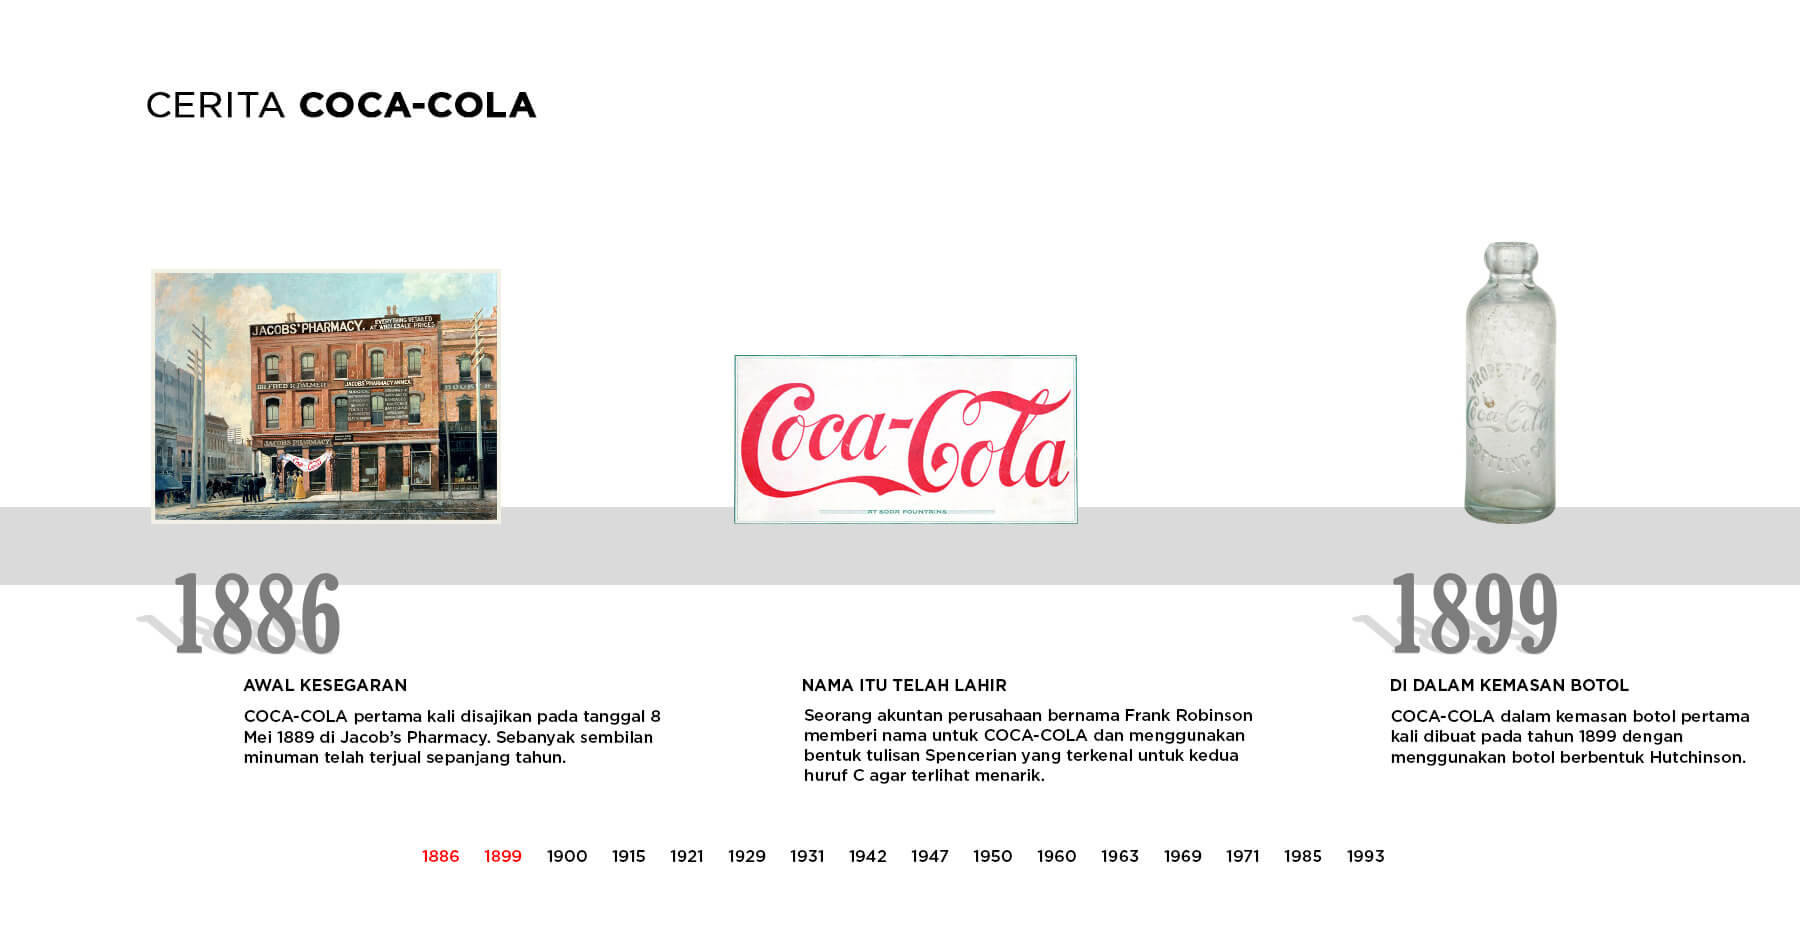 CERITA COCA-COLA
JACOBS' PHARMACY.
EVERYTHING RETAILED
AT WHOLESALE PRICES
JACOBS' PHARMACY ANNEX.
JACOBS PHARMACY
Coca-Cola
Coca-Cola
AT SODA FOUNTAINS
PROPERTY OF
Coca-Cola
BOTTLING CO.
1886
1899
AWAL KESEGARAN
COCA-COLA pertama kali disajikan pada tanggal 8
Mei 1889 di Jacob's Pharmacy. Sebanyak sembilan
minuman telah terjual sepanjang tahun.
NAMA ITU TELAH LAHIR
Seorang akuntan perusahaan bernama Frank Robinson
memberi nama untuk COCA-COLA dan menggunakan
bentuk tulisan Spencerian yang terkenal untuk kedua
huruf C agar terlihat menarik.
DI DALAM KEMASAN BOTOL
COCA-COLA dalam kemasan botol pertama
kali dibuat pada tahun 1899 dengan
menggunakan botol berbentuk Hutchinson.
1886 1899 1900 1915 1921 1929 1931 1942 1947 1950 1960 1963 1969 1971 1985 1993